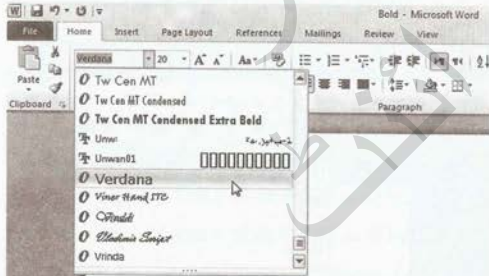 Bold - Microsoft Word
File Home Insert Page Layout References Mailings Review View
Verdana 20 A A Aa
Paste
Clipboard Paragraph
Tw Cen MT
Tw Cen MT Condensed
Tw Cen MT Condensed Extra Bold
Unw
Unwan01
Verdana
Viner Hand ITC
Vivaldi
Vladimir Script
Vrinda